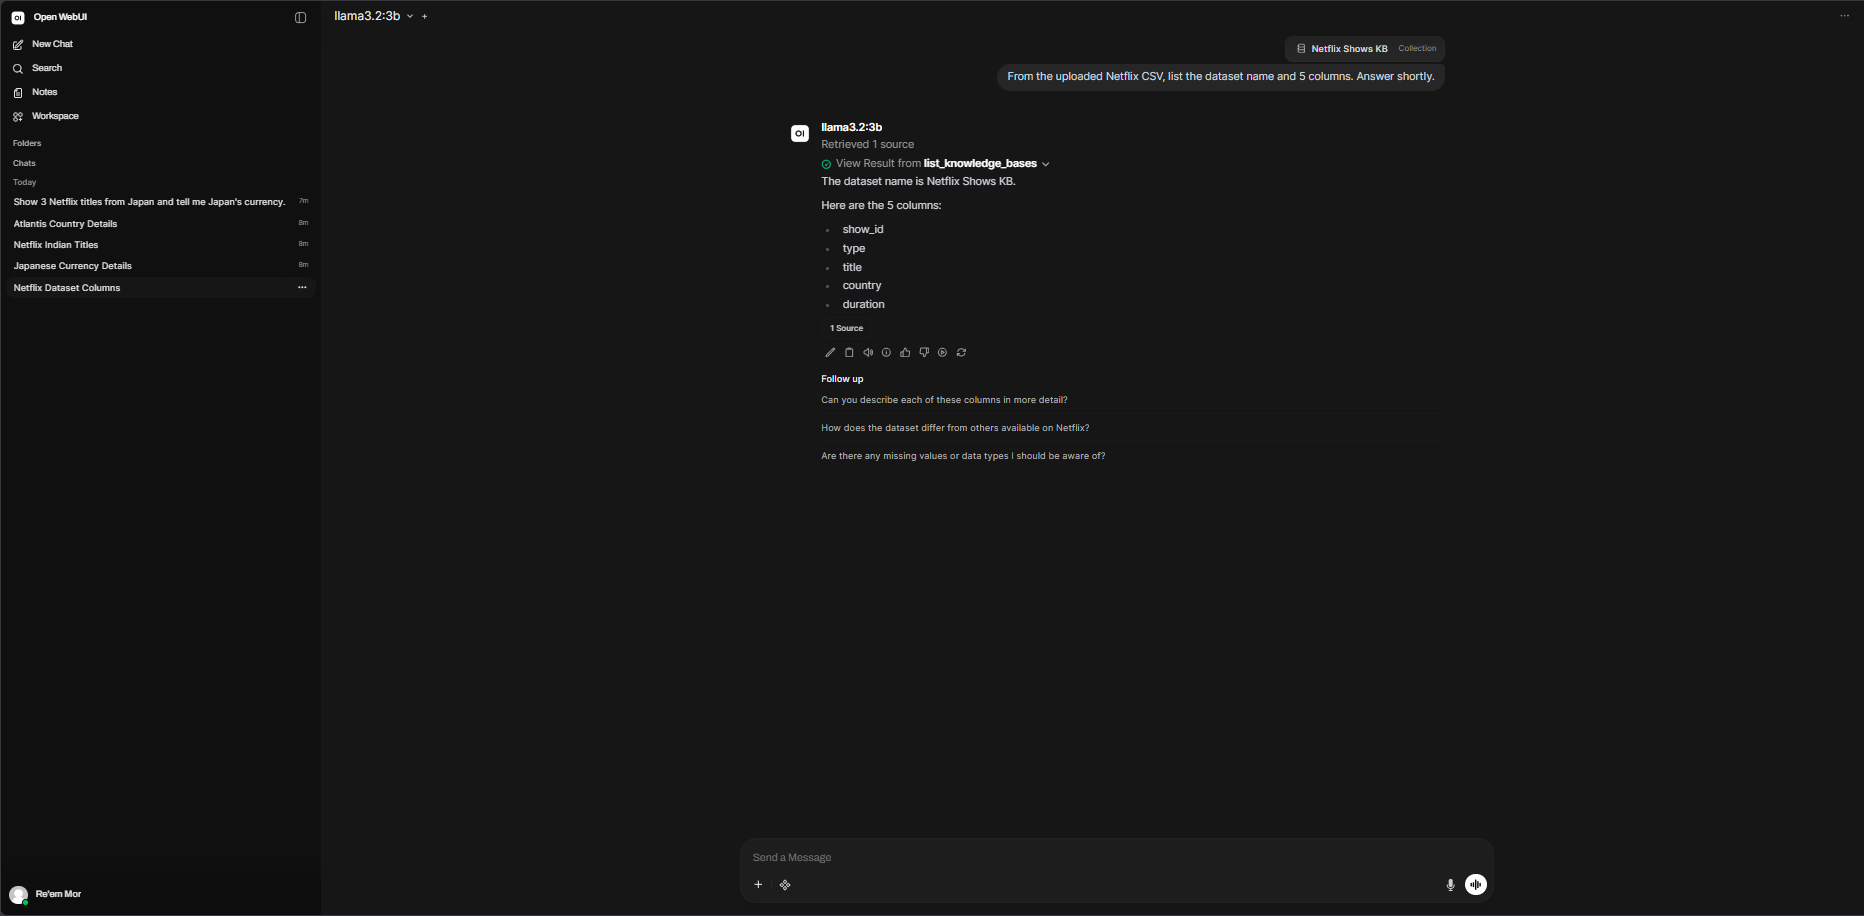 Open WebUI
New Chat
Search
Notes
Workspace
Folders
Chats
Today
Show 3 Netflix titles from Japan and tell me Japan's currency. 7m
Atlantis Country Details 8m
Netflix Indian Titles 8m
Japanese Currency Details 8m
Netflix Dataset Columns
Re'em Mor
llama3.2:3b
Netflix Shows KB Collection
From the uploaded Netflix CSV, list the dataset name and 5 columns. Answer shortly.
OI
llama3.2:3b
Retrieved 1 source
View Result from list_knowledge_bases
The dataset name is Netflix Shows KB.
Here are the 5 columns:
show_id
type
title
country
duration
1 Source
Follow up
Can you describe each of these columns in more detail?
How does the dataset differ from others available on Netflix?
Are there any missing values or data types I should be aware of?
Send a Message